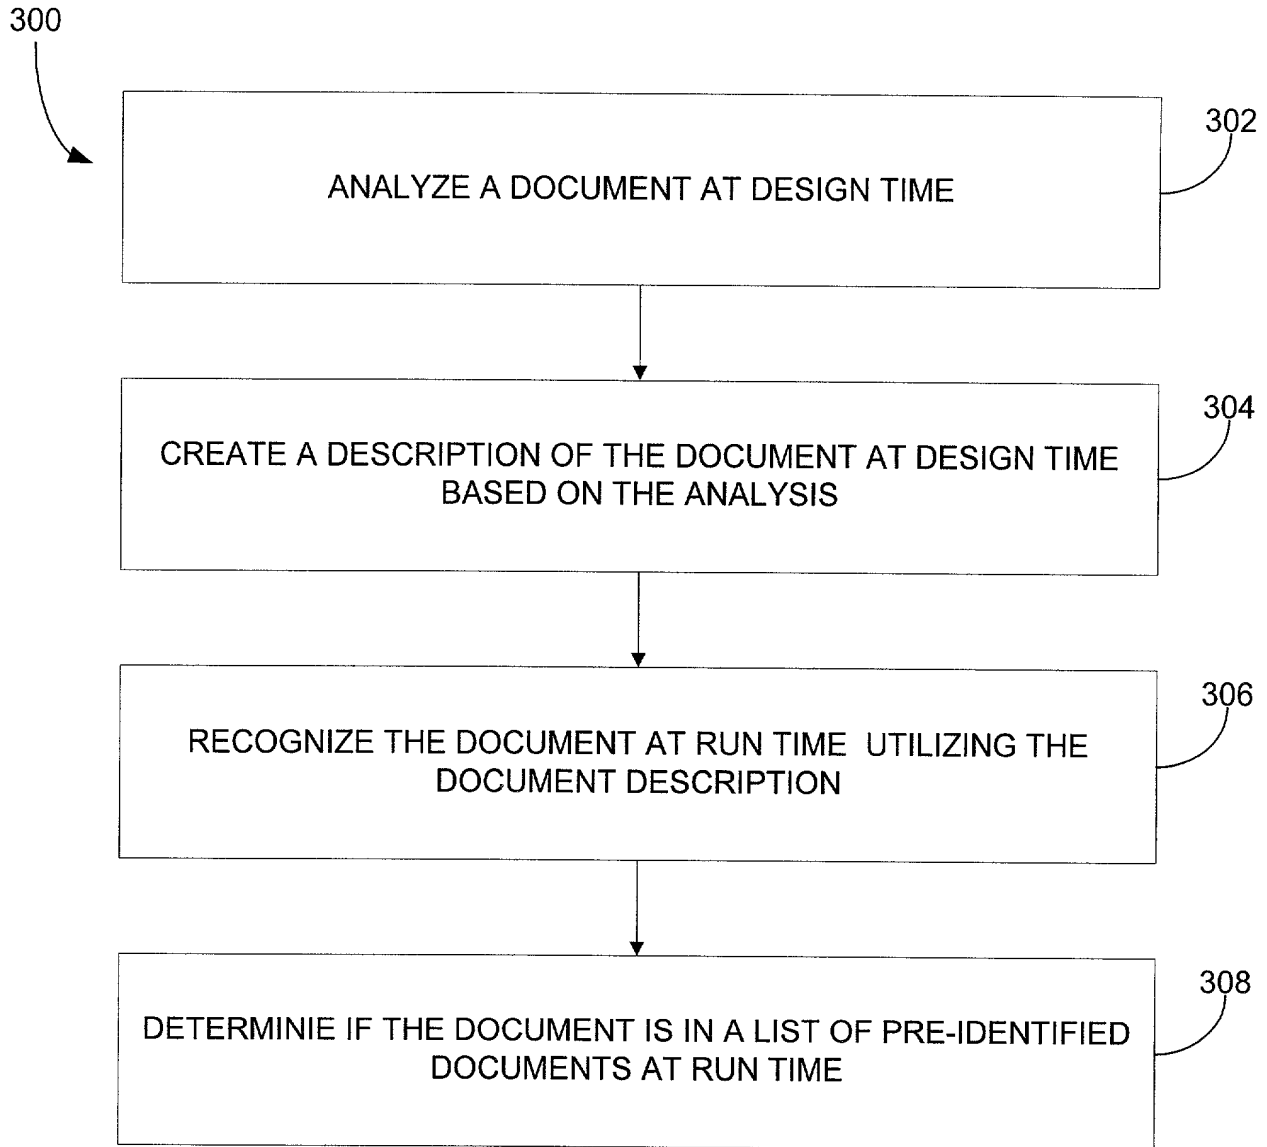 300
302
ANALYZE A DOCUMENT AT DESIGN TIME
304
CREATE A DESCRIPTION OF THE DOCUMENT AT DESIGN TIME
BASED ON THE ANALYSIS
306
RECOGNIZE THE DOCUMENT AT RUN TIME UTILIZING THE
DOCUMENT DESCRIPTION
308
DETERMINIE IF THE DOCUMENT IS IN A LIST OF PRE-IDENTIFIED
DOCUMENTS AT RUN TIME